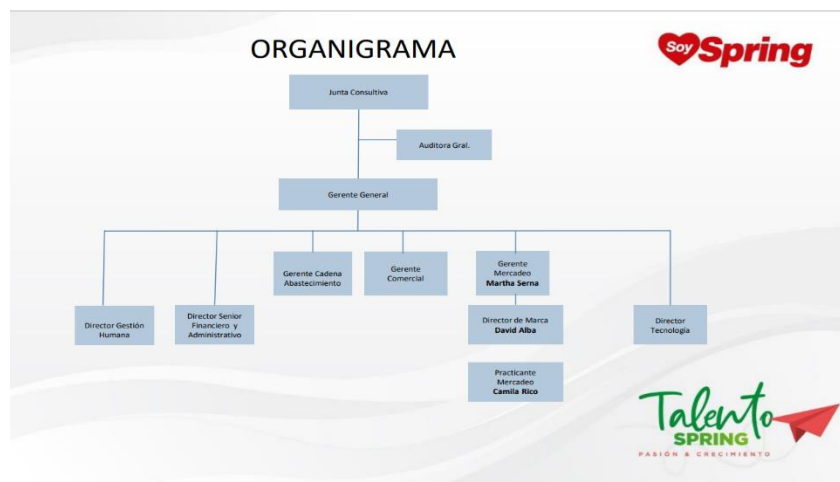 ORGANIGRAMA
Soy Spring
Junta Consultiva
Auditora Gral.
Gerente General
Gerente Cadena
Abastecimiento
Gerente
Comercial
Gerente
Mercadeo
Martha Serna
Director Gestión
Humana
Director Senior
Financiero y
Administrativo
Director de Marca
David Alba
Director
Tecnología
Practicante
Mercadeo
Camila Rico
Talento
SPRING
PASIÓN & CRECIMIENTO